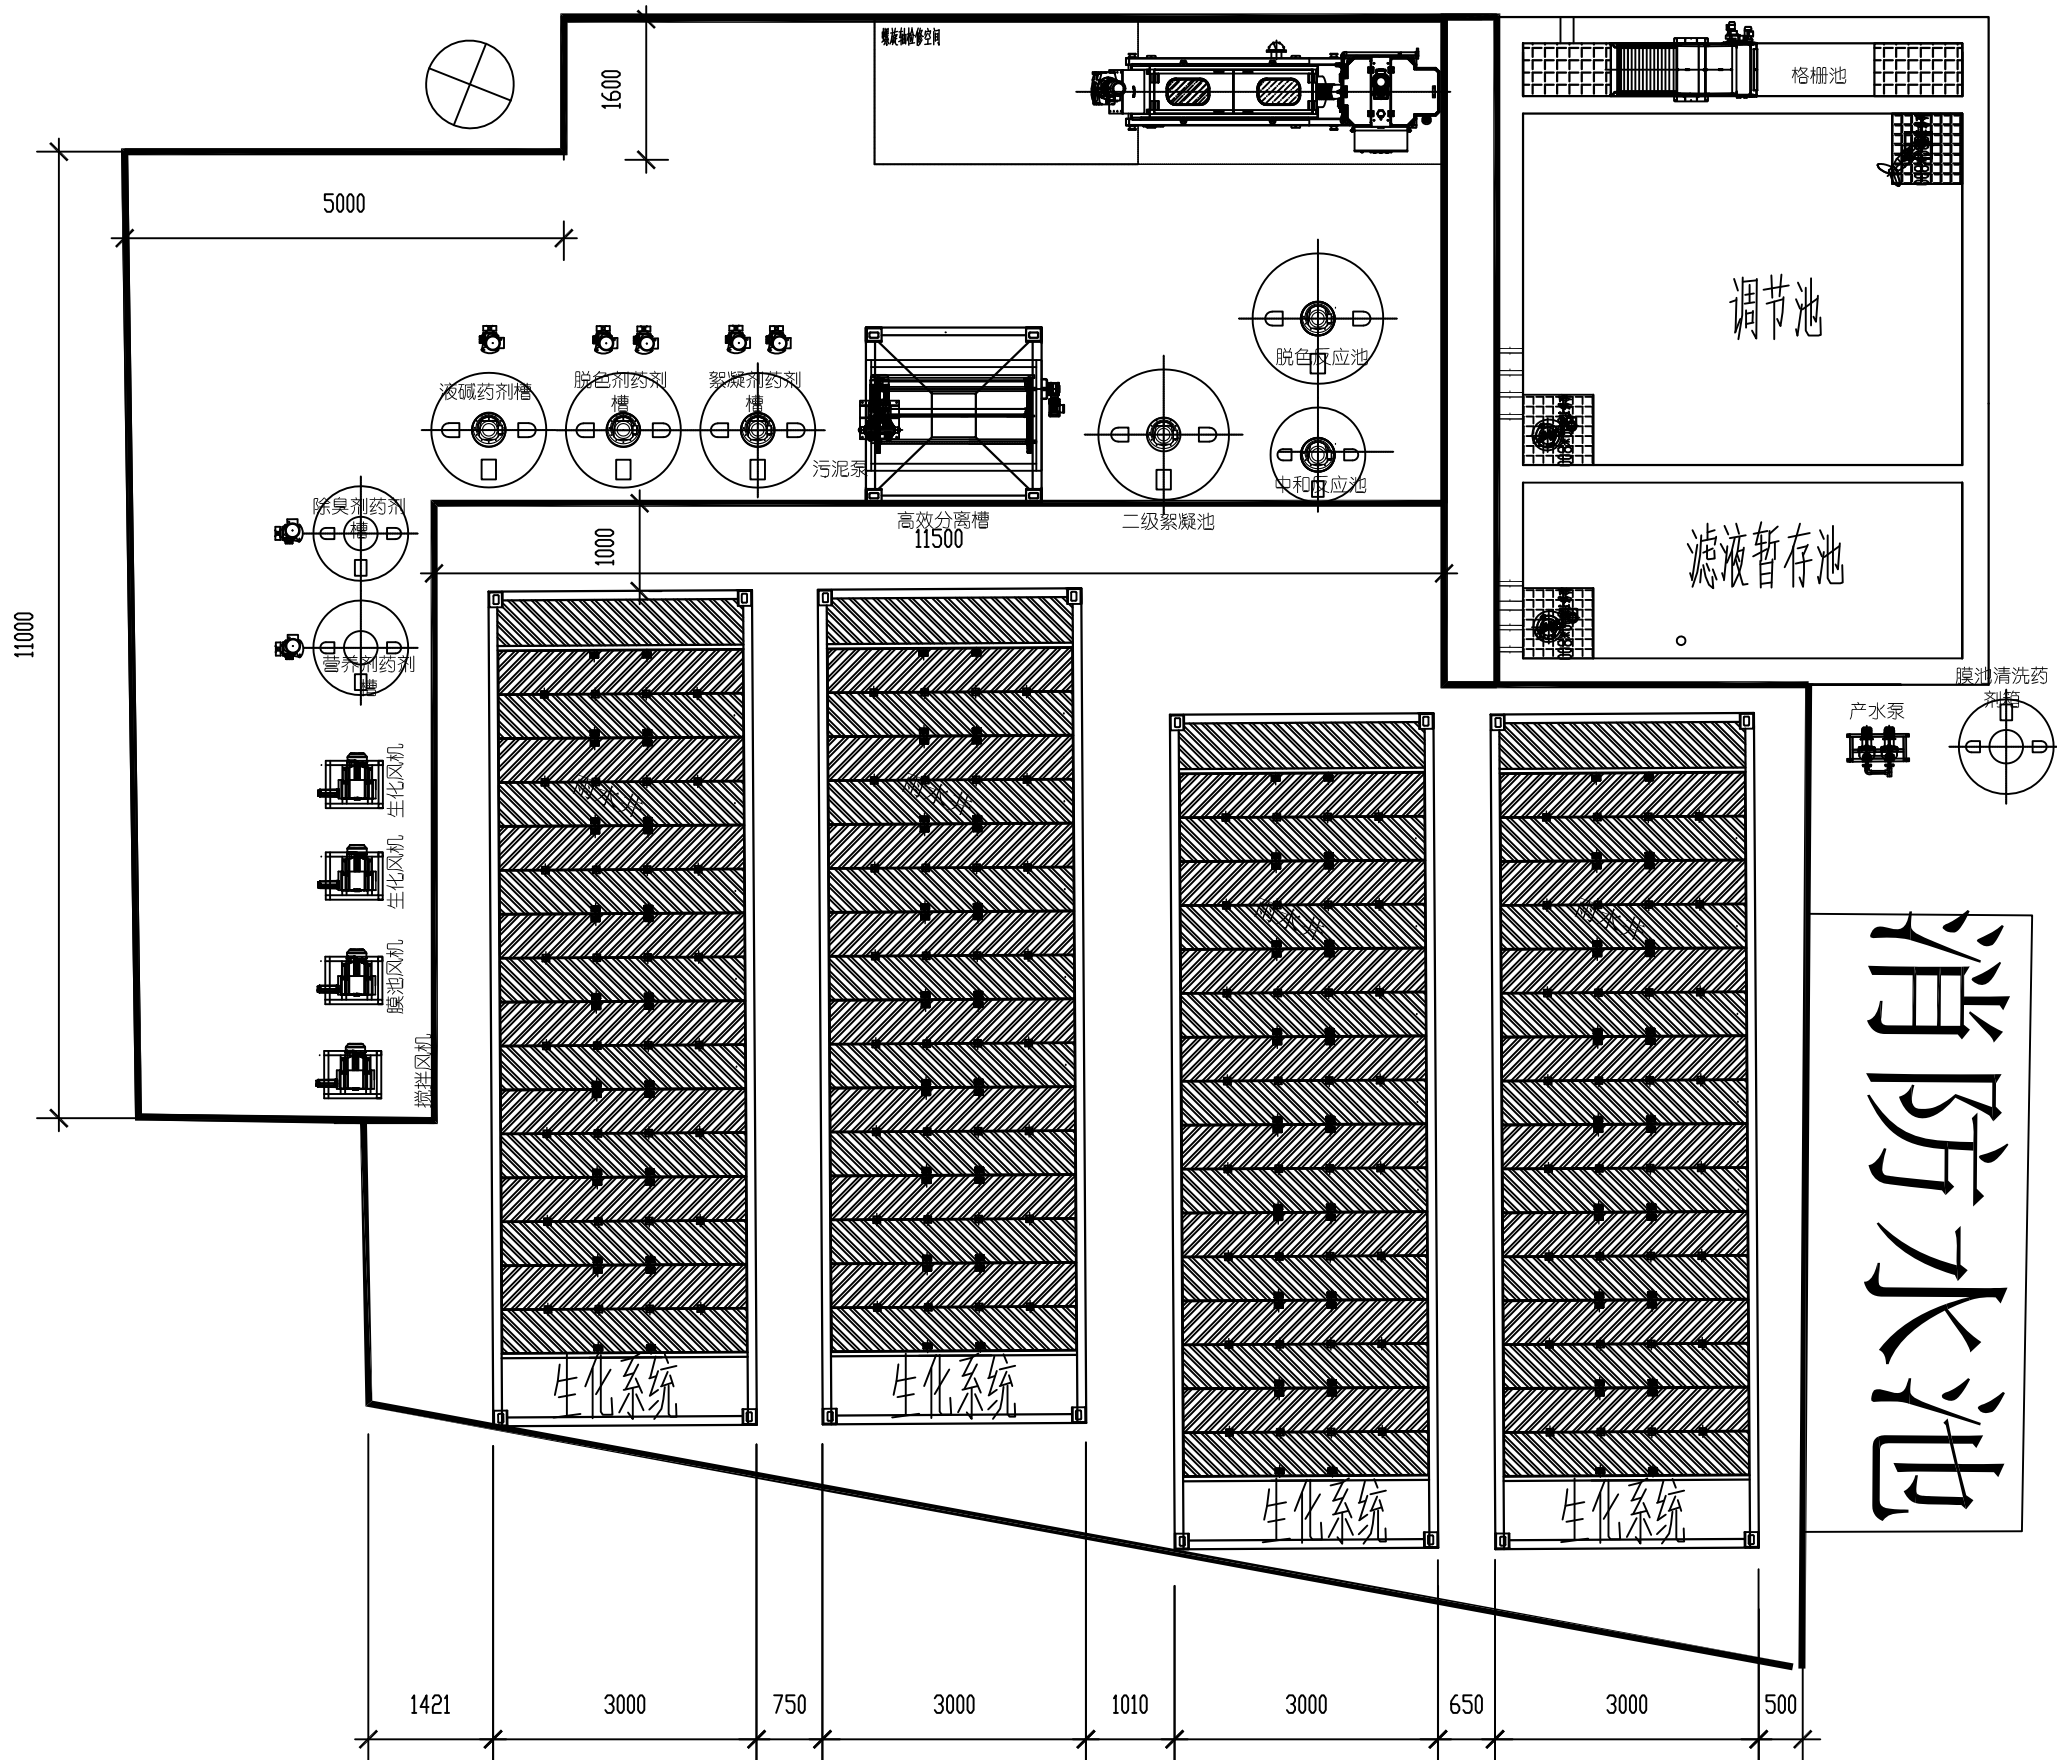 螺旋轴检修空间
1600
格栅池
5000
调节池
脱色反应池
液碱药剂槽
脱色剂药剂
槽
絮凝剂药剂
槽
污泥泵
中和反应池
除臭剂药剂
槽
高效分离槽
二级絮凝池
11500
1000
滤液暂存池
11000
营养剂药剂
槽
膜池清洗药
剂箱
产水泵
生化风机
生化风机
膜池风机
搅拌风机
消防水池
生化系统
生化系统
生化系统
生化系统
1421
3000
750
3000
1010
3000
650
3000
500